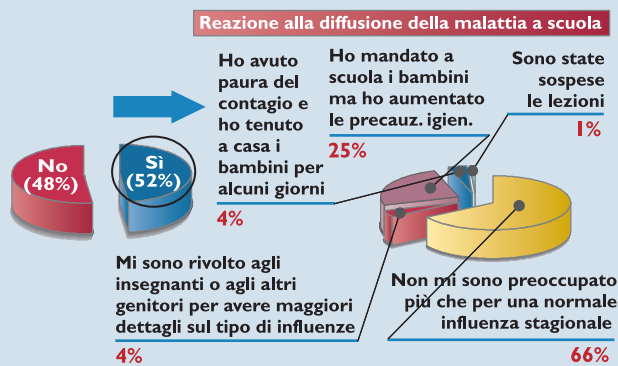 Reazione alla diffusione della malattia a scuola
No
(48%)
Sì
(52%)
Ho avuto
paura del
contagio e
ho tenuto
a casa i
bambini per
alcuni giorni
4%
Ho mandato a
scuola i bambini
ma ho aumentato
le precauz. igien.
25%
Sono state
sospese
le lezioni
1%
Mi sono rivolto agli
insegnanti o agli altri
genitori per avere maggiori
dettagli sul tipo di influenze
4%
Non mi sono preoccupato
più che per una normale
influenza stagionale
66%